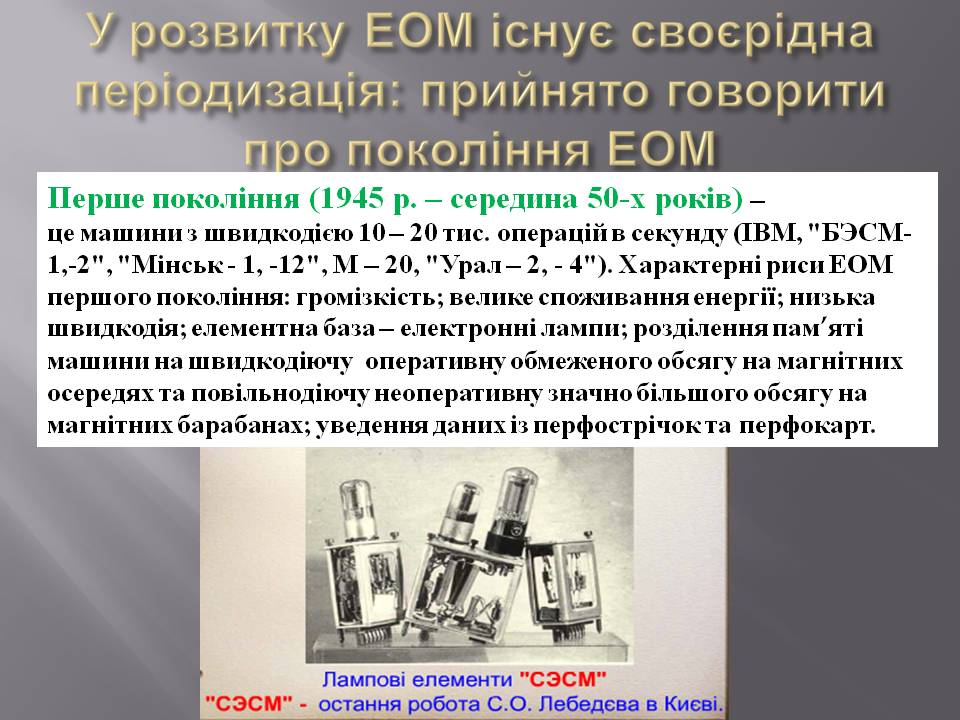 У розвитку ЕОМ існує своєрідна
періодизація: прийнято говорити
про покоління ЕОМ
Перше покоління (1945 р. – середина 50-х років) –
це машини з швидкодією 10 – 20 тис. операцій в секунду (ІВМ, "БЭСМ-
1,-2", "Мінськ - 1, -12", М – 20, "Урал – 2, - 4"). Характерні риси ЕОМ
першого покоління: громізкість; велике споживання енергії; низька
швидкодія; елементна база – електронні лампи; розділення пам′яті
машини на швидкодіючу оперативну обмеженого обсягу на магнітних
осередях та повільнодіючу неоперативну значно більшого обсягу на
магнітних барабанах; уведення даних із перфострічок та перфокарт.
Лампові елементи "СЭСМ"
"СЭСМ" - остання робота С.О. Лебедєва в Києві.